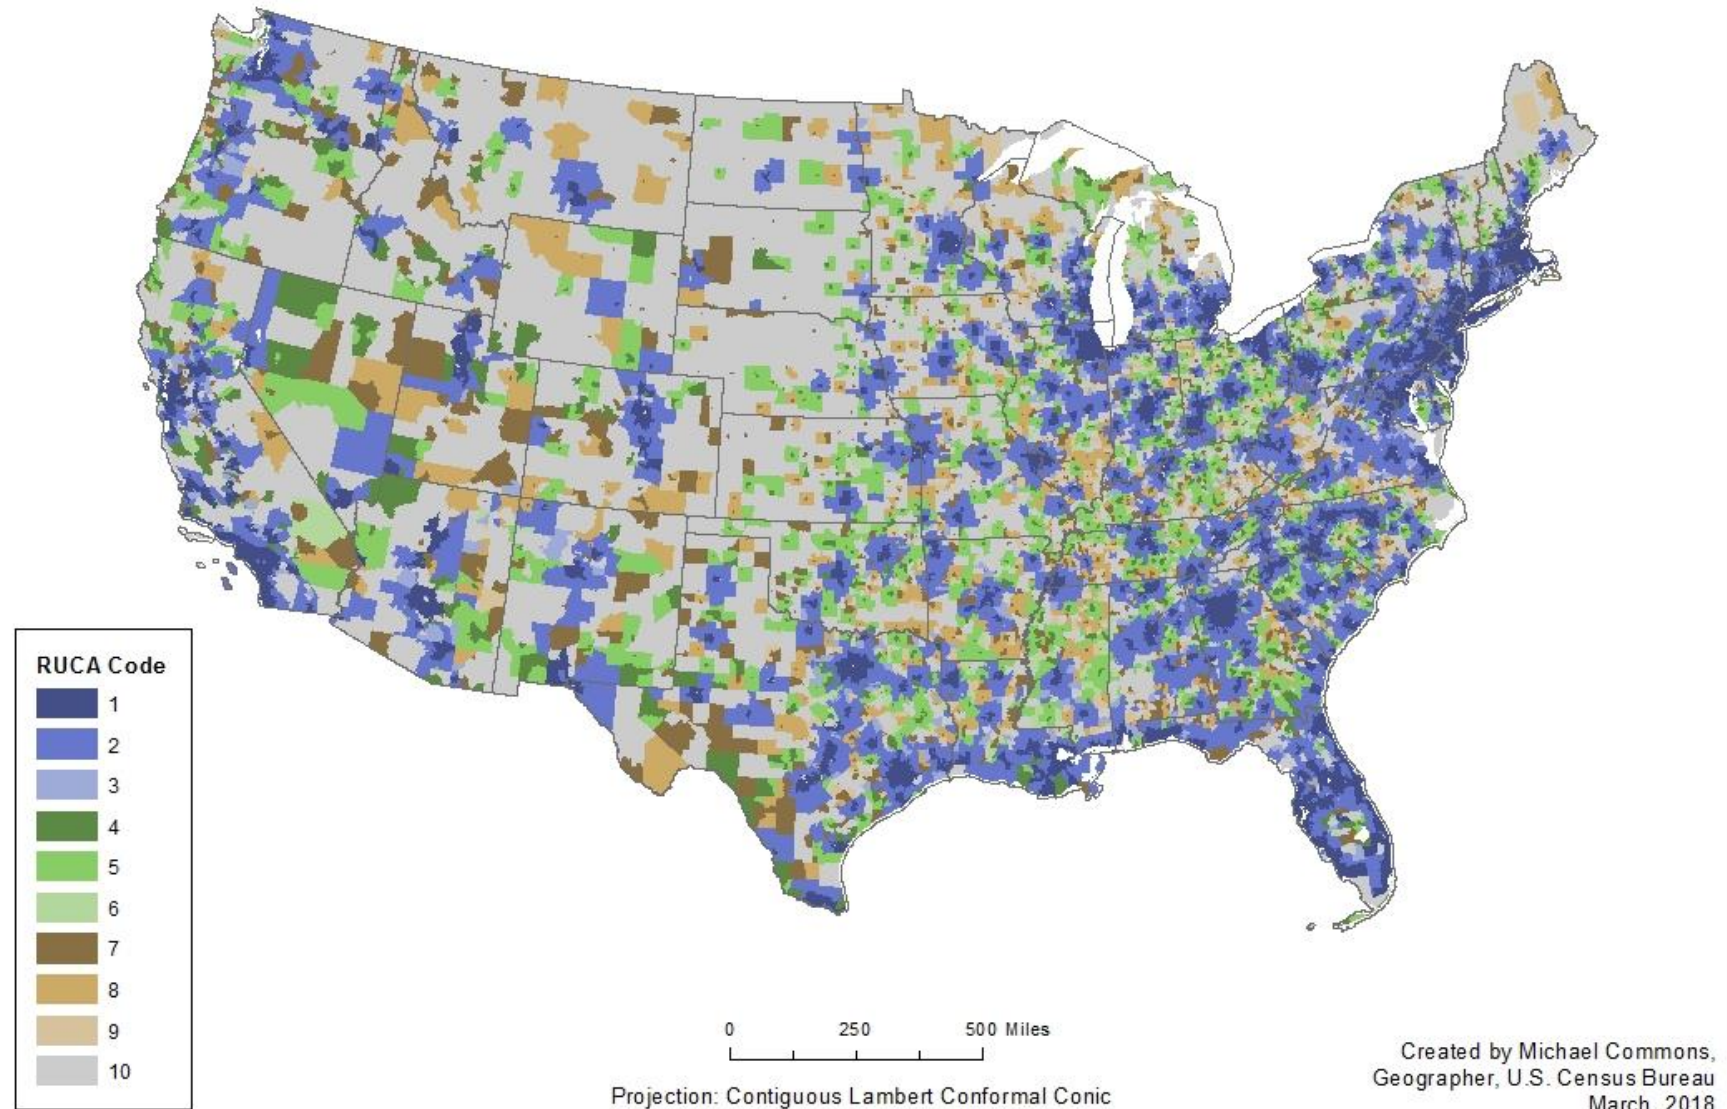 RUCA Code
1
2
3
4
5
6
7
8
9
10
0 250 500 Miles
Projection: Contiguous Lambert Conformal Conic
Created by Michael Commons,
Geographer, U.S. Census Bureau
March, 2018